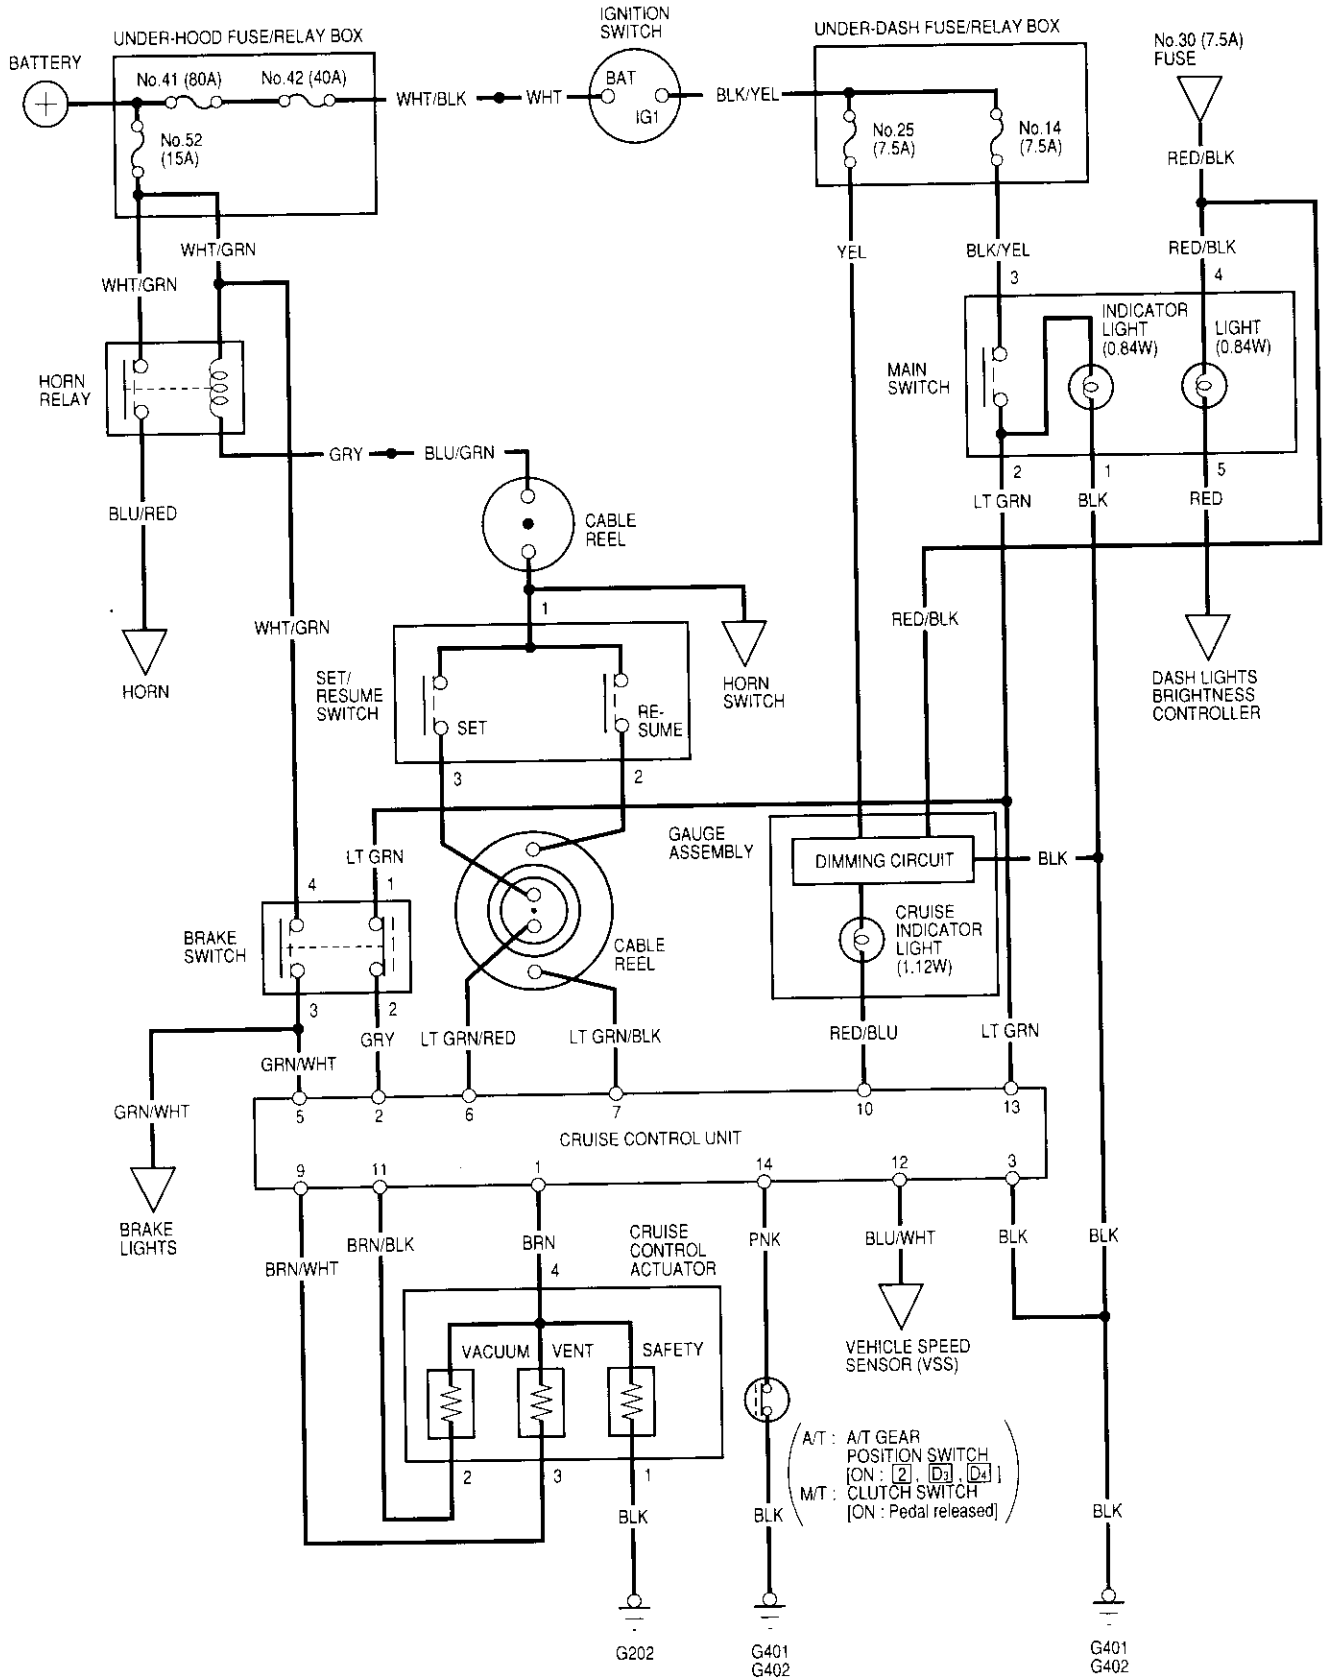 IGNITION
SWITCH
UNDER-HOOD FUSE/RELAY BOX
UNDER-DASH FUSE/RELAY BOX
No.30 (7.5A)
FUSE
BATTERY
No.41 (80A)
No.42 (40A)
BAT
IG1
WHT/BLK
WHT
BLK/YEL
No.52
(15A)
No.25
(7.5A)
No.14
(7.5A)
RED/BLK
WHT/GRN
WHT/GRN
YEL
BLK/YEL
RED/BLK
3
4
INDICATOR
LIGHT
(0.84W)
LIGHT
(0.84W)
HORN
RELAY
MAIN
SWITCH
GRY
BLU/GRN
2
1
5
LT GRN
BLK
RED
BLU/RED
CABLE
REEL
1
WHT/GRN
RED/BLK
HORN
SET/
RESUME
SWITCH
SET
RE-
SUME
HORN
SWITCH
DASH LIGHTS
BRIGHTNESS
CONTROLLER
3
2
GAUGE
ASSEMBLY
LT GRN
DIMMING CIRCUIT
BLK
4
1
BRAKE
SWITCH
CABLE
REEL
CRUISE
INDICATOR
LIGHT
(1.12W)
3
2
GRY
LT GRN/RED
LT GRN/BLK
RED/BLU
LT GRN
GRN/WHT
GRN/WHT
5
2
6
7
10
13
CRUISE CONTROL UNIT
9
11
1
14
12
3
BRAKE
LIGHTS
BRN/WHT
BRN/BLK
BRN
CRUISE
CONTROL
ACTUATOR
PNK
BLU/WHT
BLK
BLK
4
VACUUM
VENT
SAFETY
VEHICLE SPEED
SENSOR (VSS)
2
3
1
A/T : A/T GEAR
POSITION SWITCH
[ON : 2 , D3 , D4 ]
M/T : CLUTCH SWITCH
[ON : Pedal released]
BLK
BLK
BLK
G202
G401
G402
G401
G402